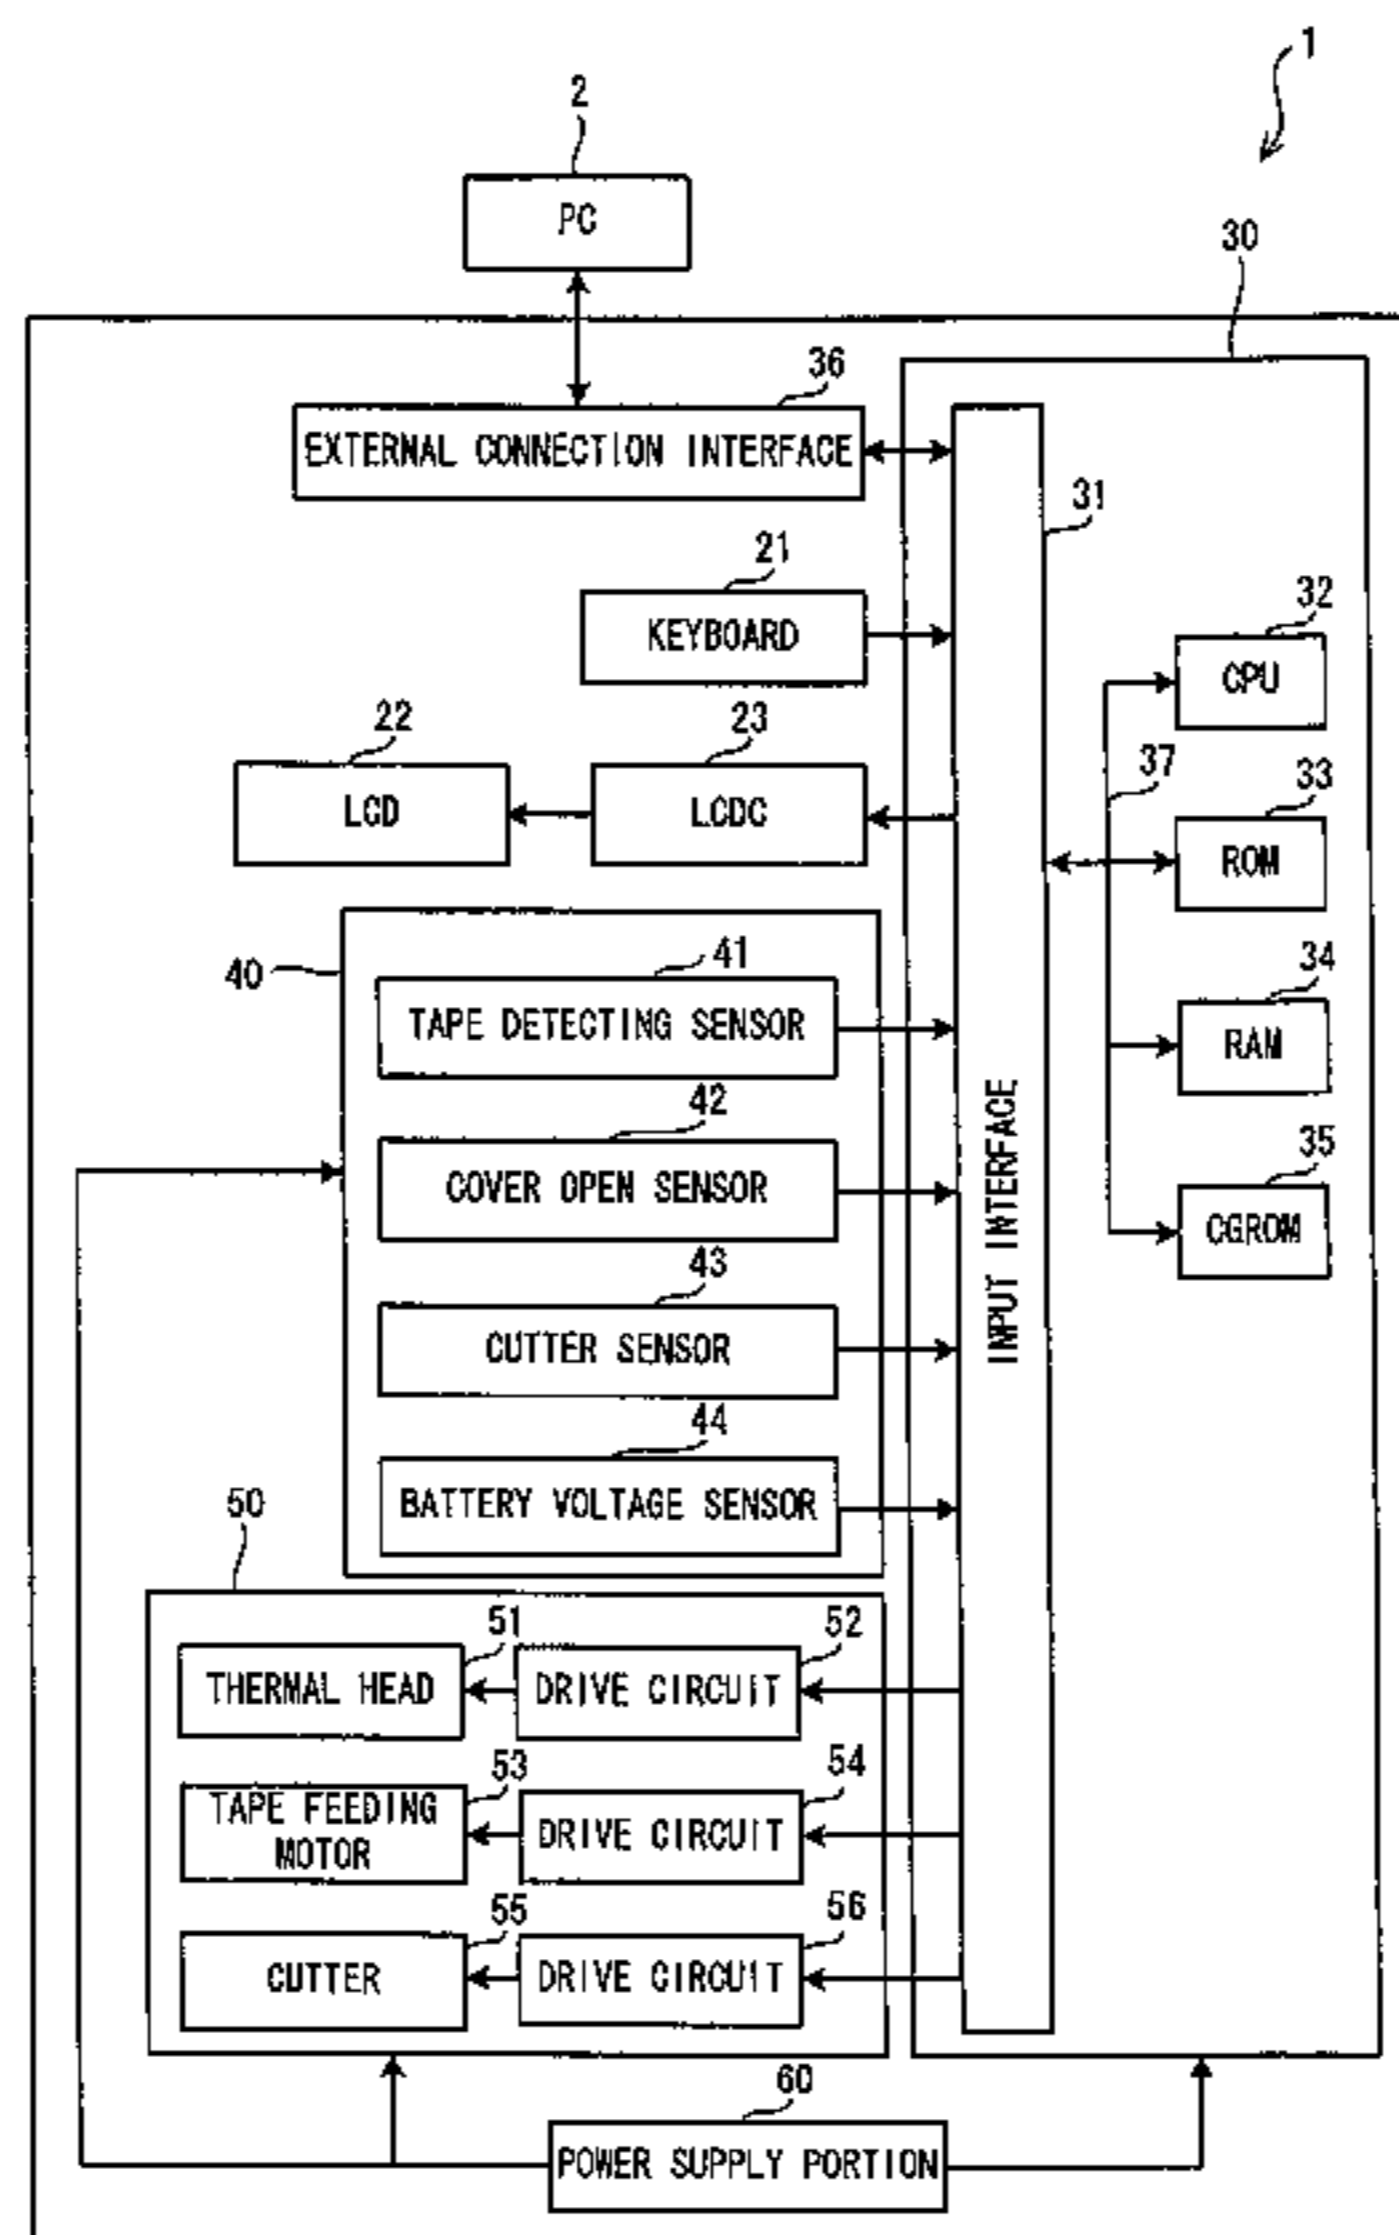 1
2
PC
30
36
EXTERNAL CONNECTION INTERFACE
31
21
KEYBOARD
32
CPU
22
23
37
33
LCD
LCDC
ROM
40
41
34
TAPE DETECTING SENSOR
RAM
42
35
COVER OPEN SENSOR
CGROM
INPUT INTERFACE
43
CUTTER SENSOR
44
BATTERY VOLTAGE SENSOR
50
51
52
THERMAL HEAD
DRIVE CIRCUIT
53
54
TAPE FEEDING
MOTOR
DRIVE CIRCUIT
55
56
CUTTER
DRIVE CIRCUIT
60
POWER SUPPLY PORTION